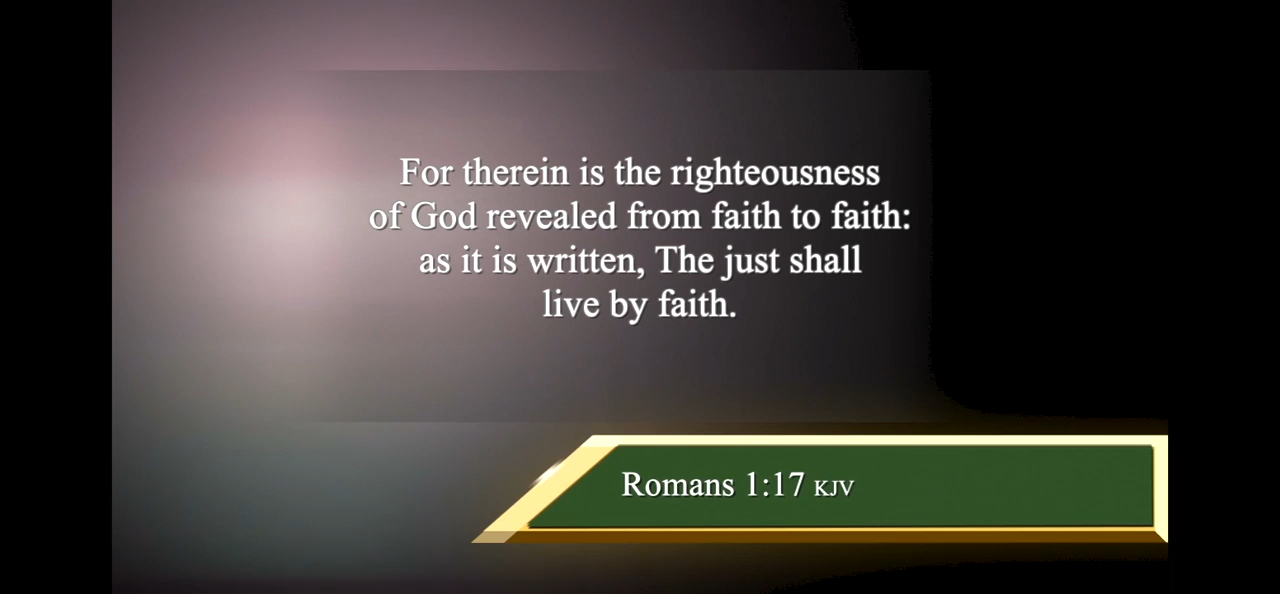 For therein is the righteousness
of God revealed from faith to faith:
as it is written, The just shall
live by faith.
Romans 1:17 KJV